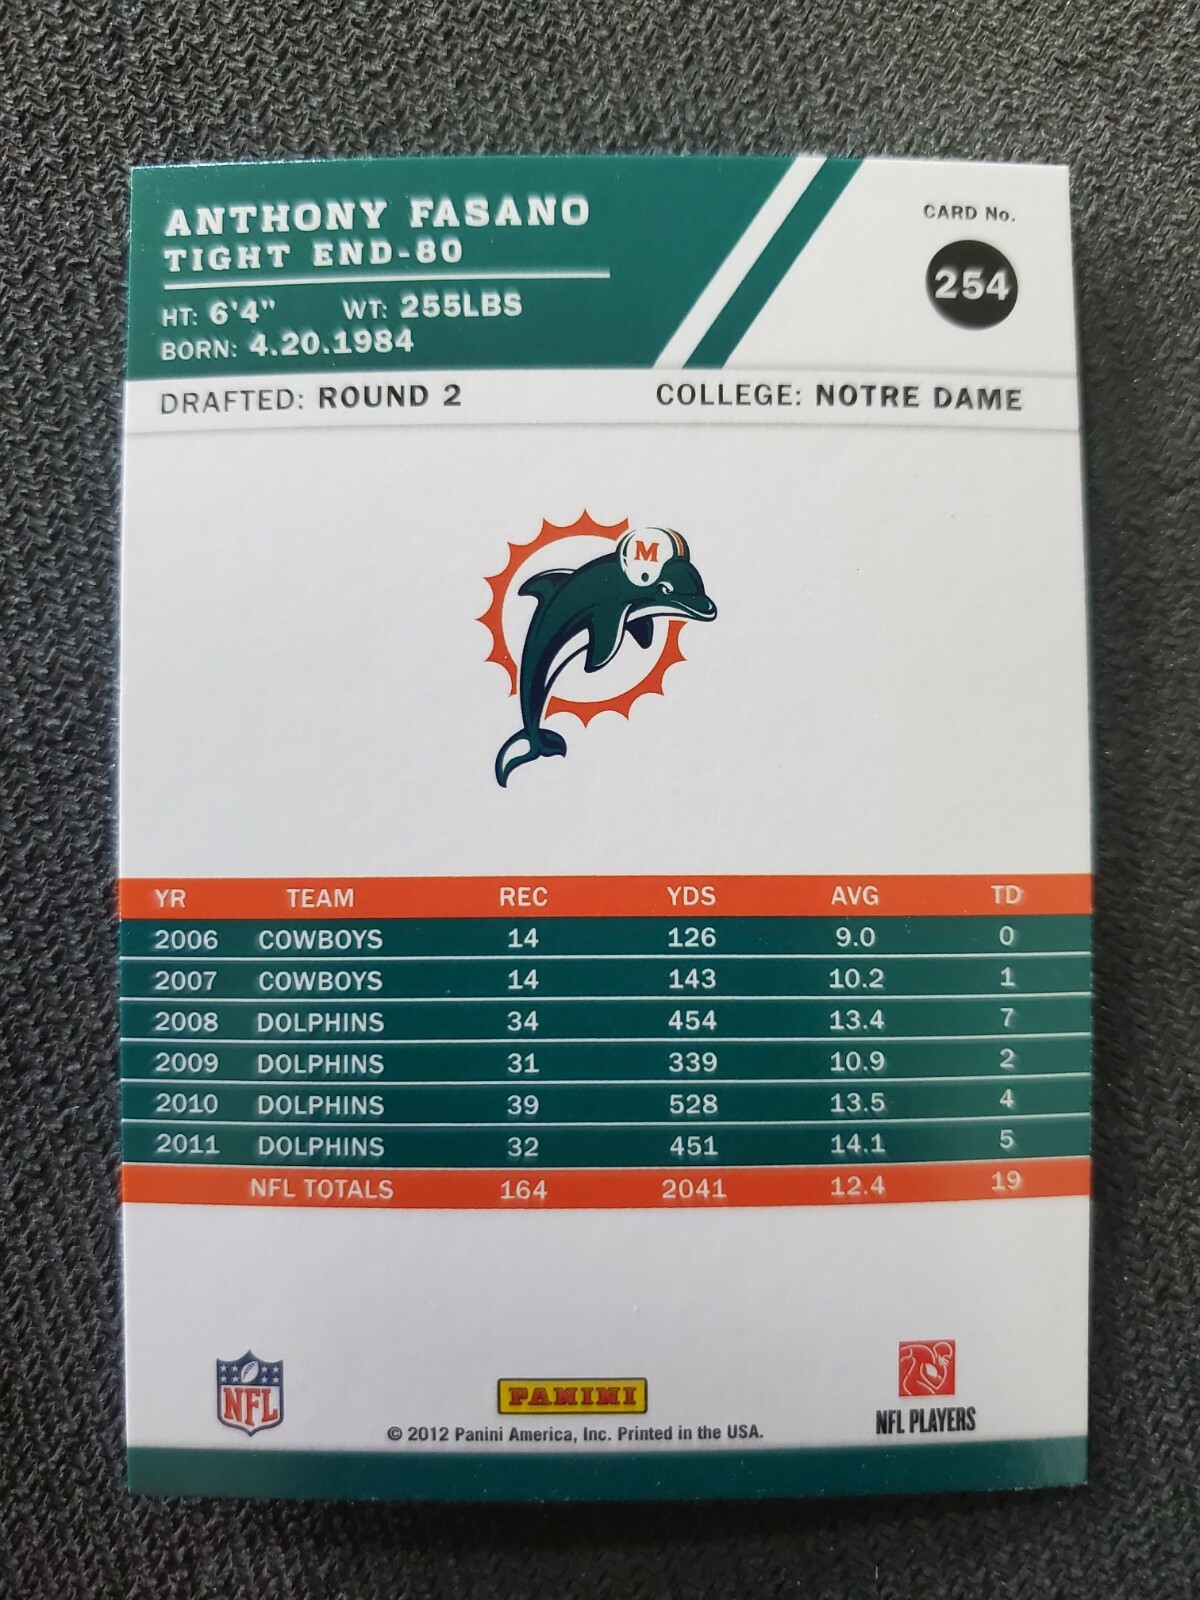 ANTHONY FASANO
TIGHT END-80
HT: 6'4" WT: 255LBS
BORN: 4.20.1984
CARD No.
254
DRAFTED: ROUND 2 COLLEGE: NOTRE DAME
M
YR TEAM REC YDS AVG TD
2006 COWBOYS 14 126 9.0 0
2007 COWBOYS 14 143 10.2 1
2008 DOLPHINS 34 454 13.4 7
2009 DOLPHINS 31 339 10.9 2
2010 DOLPHINS 39 528 13.5 4
2011 DOLPHINS 32 451 14.1 5
NFL TOTALS 164 2041 12.4 19
NFL
PANINI
© 2012 Panini America, Inc. Printed in the USA.
NFL PLAYERS